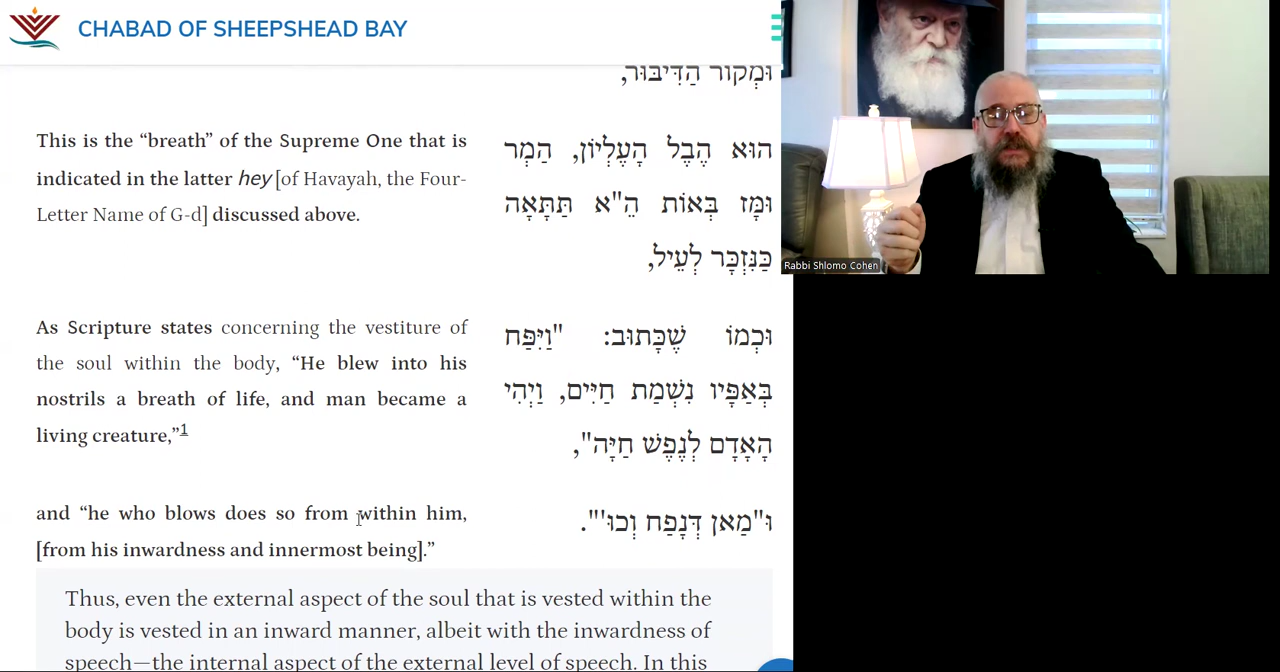 CHABAD OF SHEEPSHEAD BAY
וּמְקוֹר הַדִּיבּוּר,
This is the “breath” of the Supreme One that is
indicated in the latter hey [of Havayah, the Four-
Letter Name of G-d] discussed above.
הוּא הֶבֶל הָעֶלְיוֹן, הַמְר
וּמָּז בְּאוֹת הֵ"א תַּתָּאָה
כַּנִּזְכָּר לְעֵיל,
As Scripture states concerning the vestiture of
the soul within the body, “He blew into his
nostrils a breath of life, and man became a
living creature,”1
וּכְמוֹ שֶׁכָּתוּב: "וַיִּפַּח
בְּאַפָּיו נִשְׁמַת חַיִּים, וַיְהִי
הָאָדָם לְנֶפֶשׁ חַיָּה",
and “he who blows does so from within him,
[from his inwardness and innermost being].”
וּ"מַאן דְּנָפַח וְכוּ'".
Thus, even the external aspect of the soul that is vested within the
body is vested in an inward manner, albeit with the inwardness of
speech—the internal aspect of the external level of speech. In this
Rabbi Shlomo Cohen